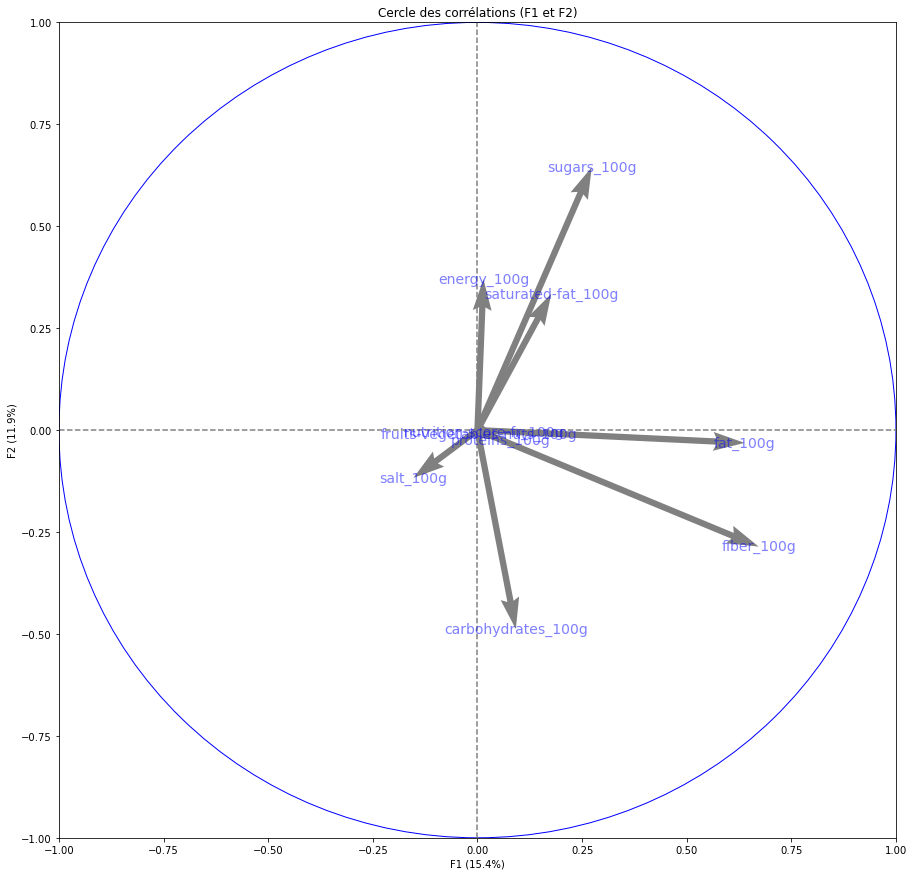 Cercle des corrélations (F1 et F2)
1.00
0.75
0.50
0.25
0.00
−0.25
−0.50
−0.75
−1.00
F2 (11.9%)
sugars_100g
energy_100g
saturated-fat_100g
proteins_100g
fat_100g
salt_100g
fiber_100g
carbohydrates_100g
−1.00 −0.75 −0.50 −0.25 0.00 0.25 0.50 0.75 1.00
F1 (15.4%)